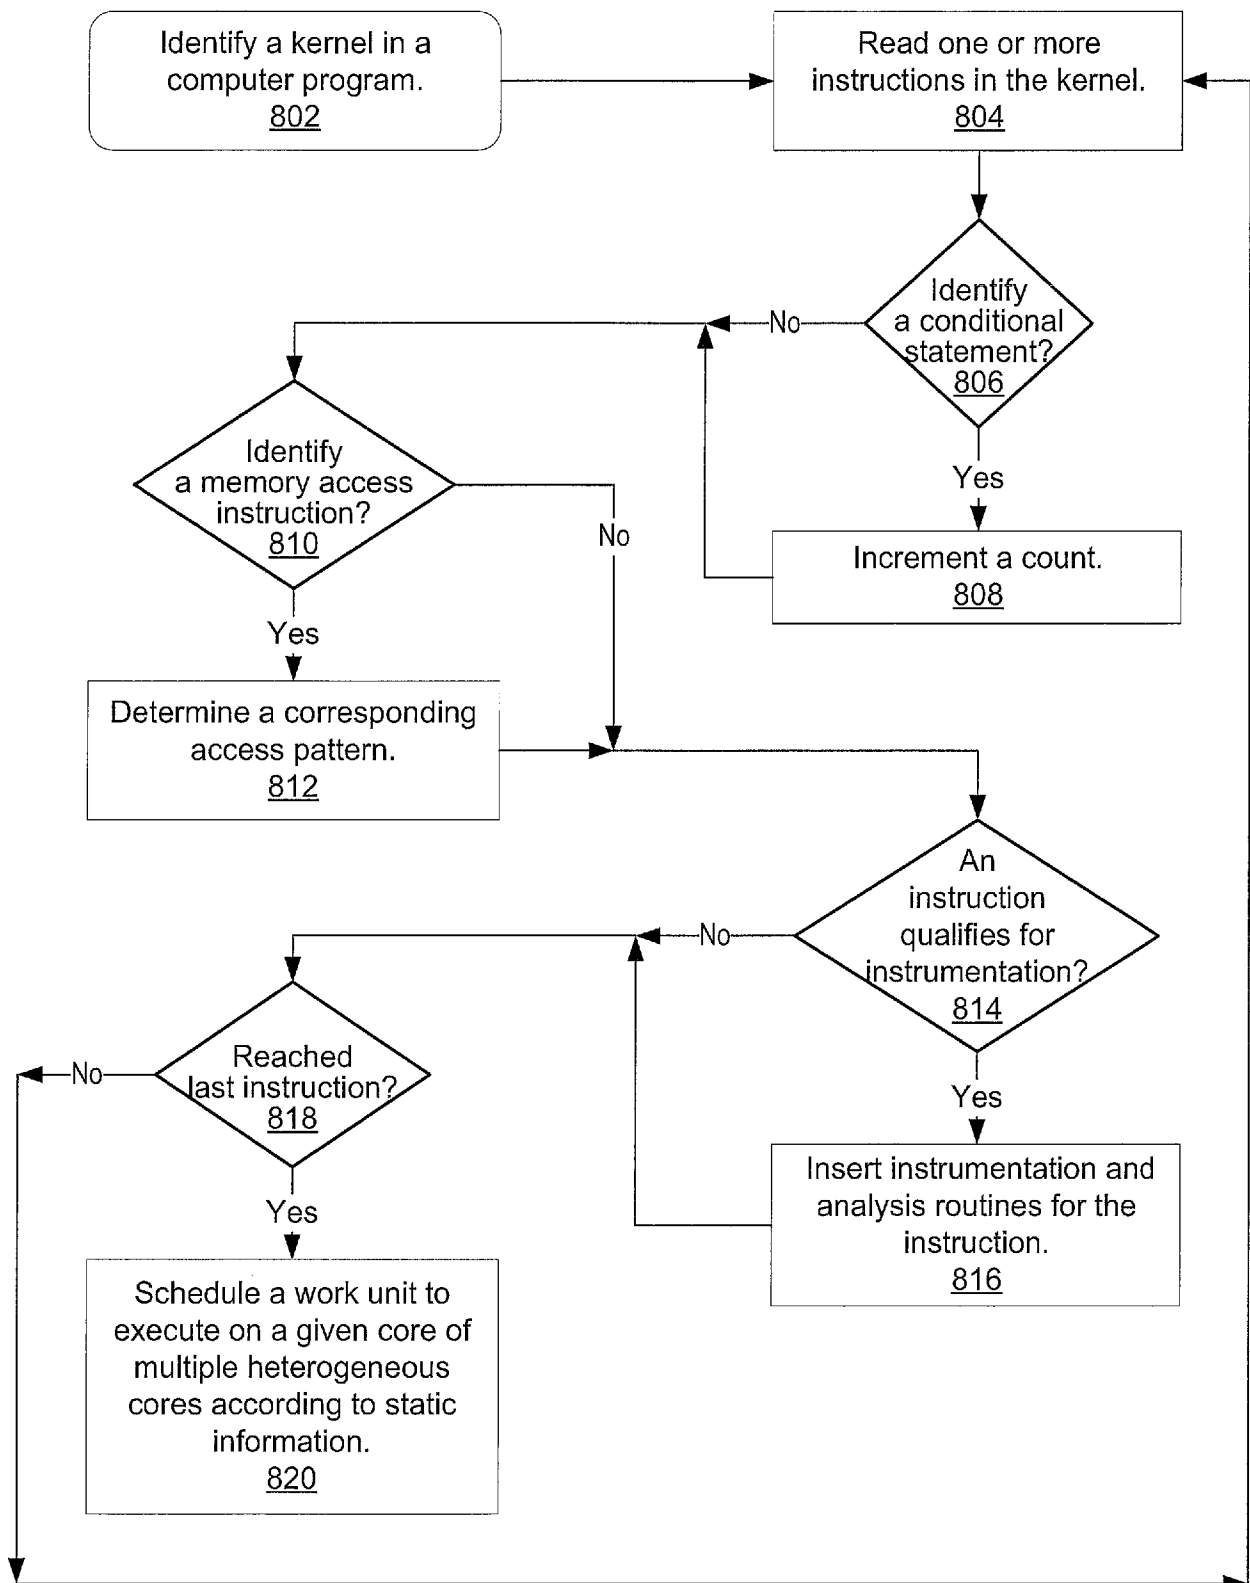 Identify a kernel in a
computer program.
802
Read one or more
instructions in the kernel.
804
Identify
a conditional
statement?
806
No
Yes
Increment a count.
808
Identify
a memory access
instruction?
810
No
Yes
Determine a corresponding
access pattern.
812
An
instruction
qualifies for
instrumentation?
814
No
Yes
Insert instrumentation and
analysis routines for the
instruction.
816
Reached
last instruction?
818
No
Yes
Schedule a work unit to
execute on a given core of
multiple heterogeneous
cores according to static
information.
820